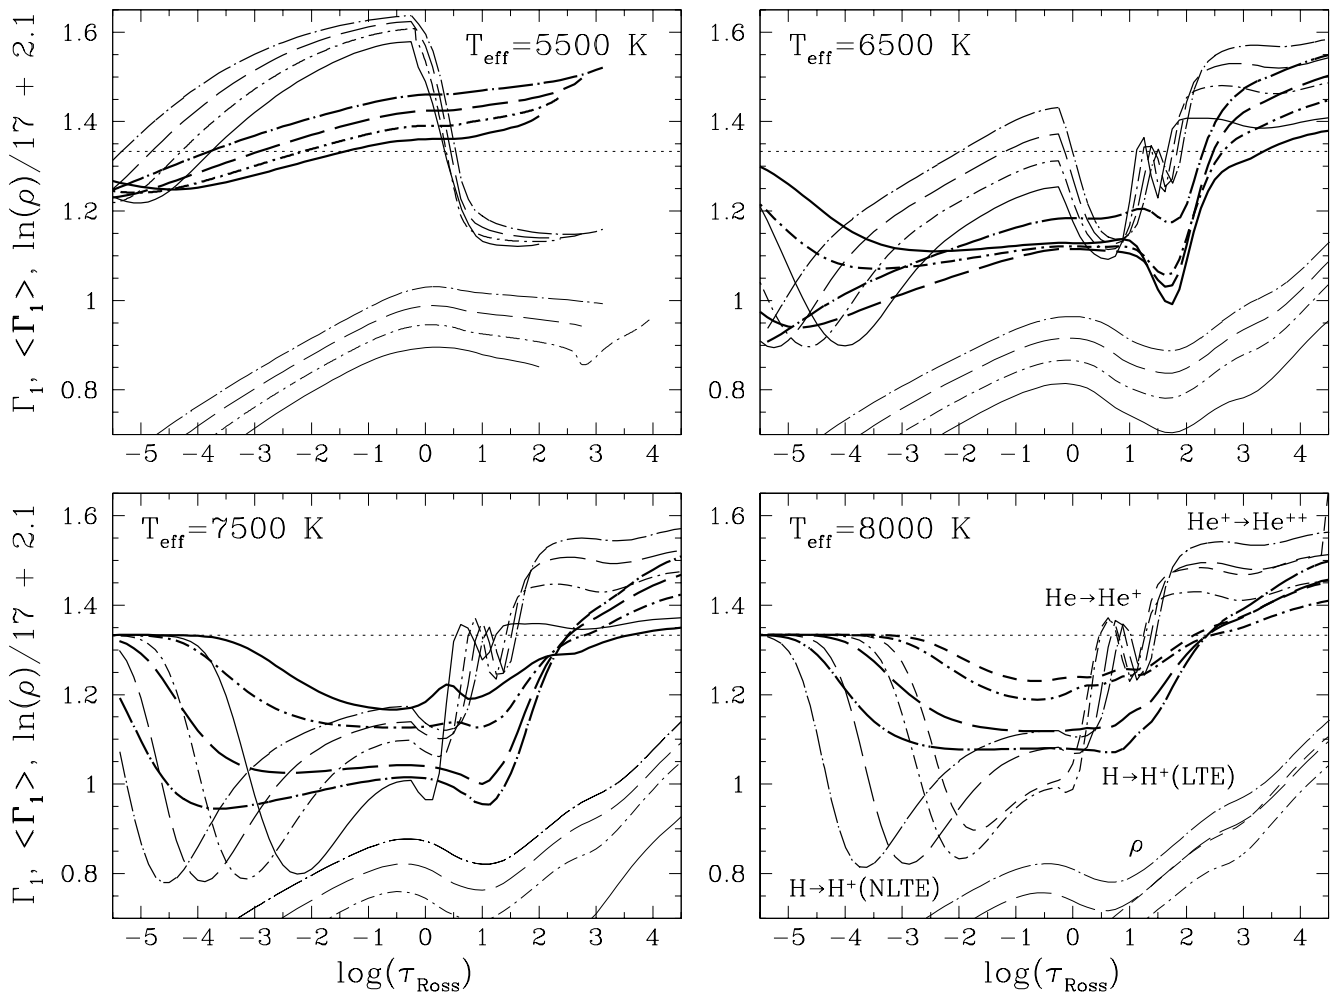 Γ₁, <Γ₁>, ln(ρ)/17 + 2.1
1.6
1.4
1.2
1
0.8
T_eff=5500 K
−5 −4 −3 −2 −1 0 1 2 3 4
1.6
1.4
1.2
1
0.8
T_eff=6500 K
−5 −4 −3 −2 −1 0 1 2 3 4
Γ₁, <Γ₁>, ln(ρ)/17 + 2.1
1.6
1.4
1.2
1
0.8
T_eff=7500 K
−5 −4 −3 −2 −1 0 1 2 3 4
log(τ_Ross)
1.6
1.4
1.2
1
0.8
T_eff=8000 K
He⁺→He⁺⁺
He→He⁺
H→H⁺(LTE)
ρ
H→H⁺(NLTE)
−5 −4 −3 −2 −1 0 1 2 3 4
log(τ_Ross)